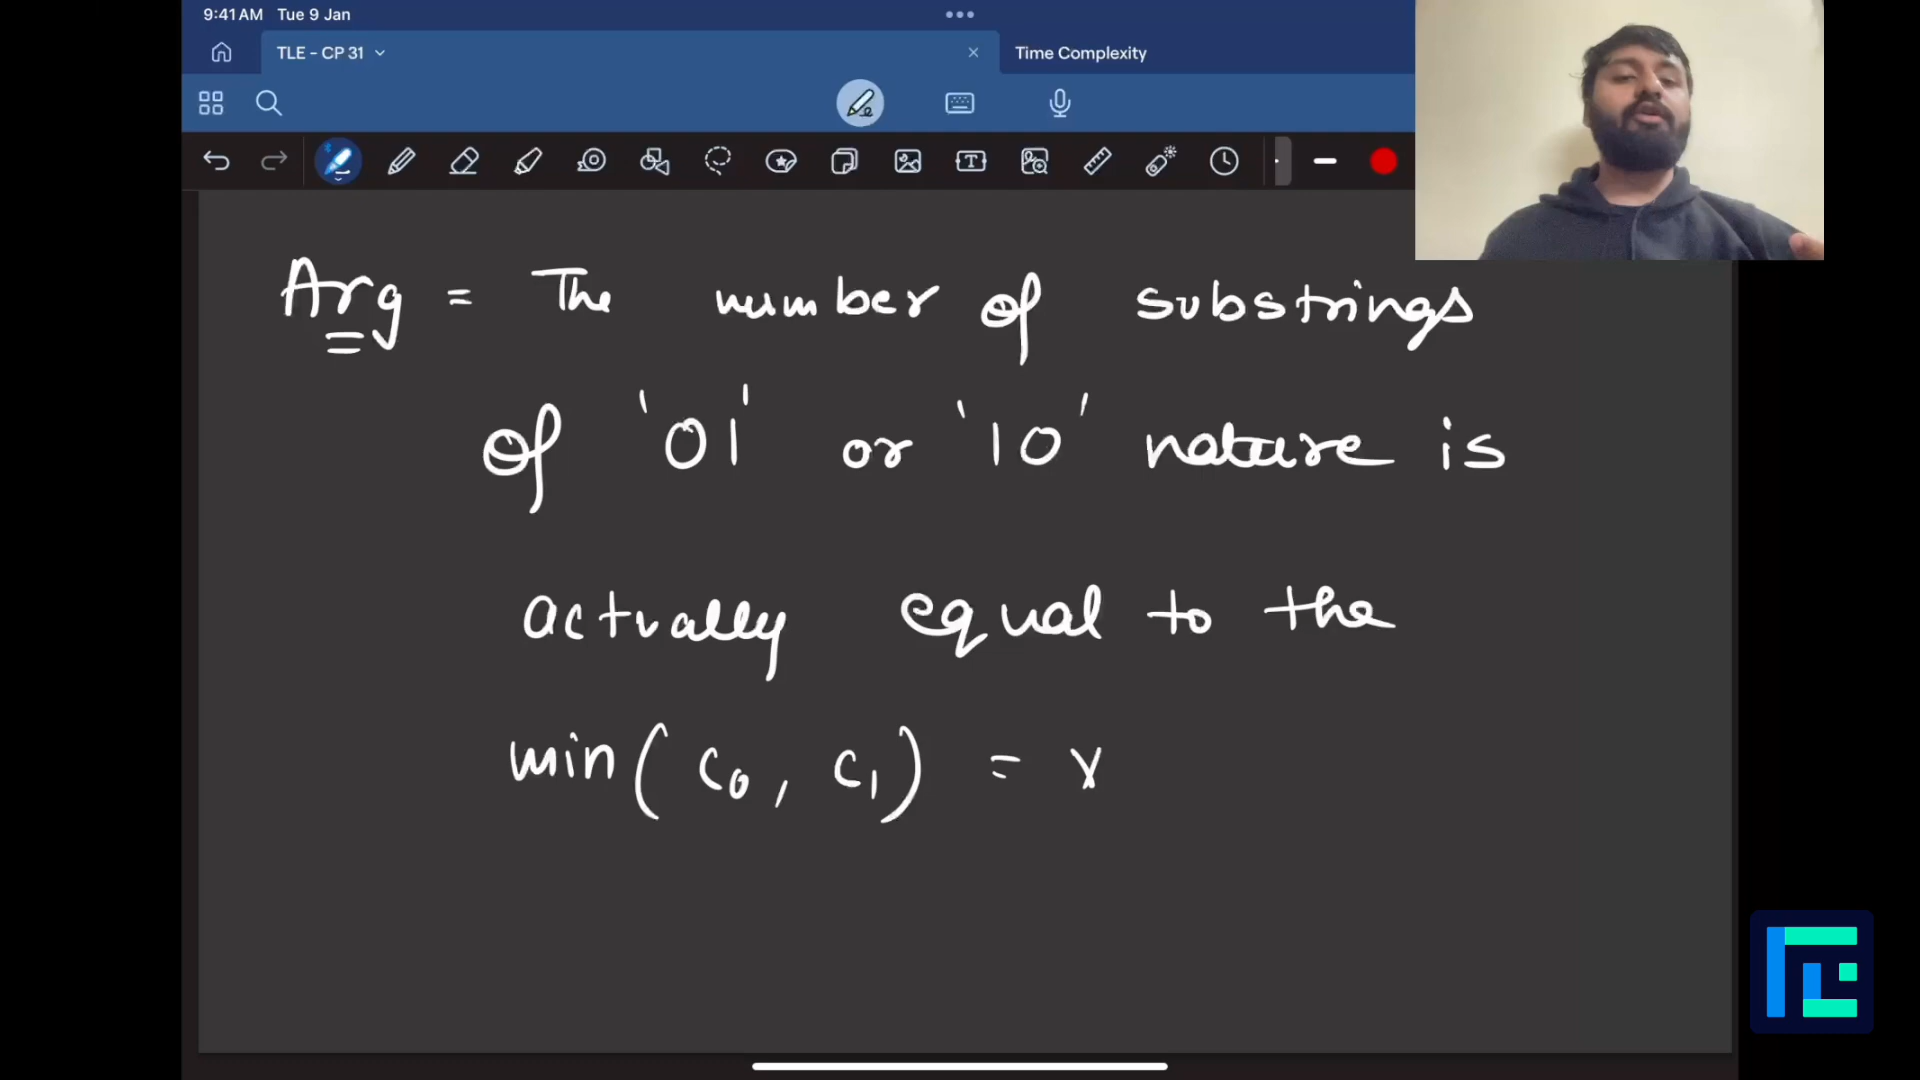 9:41 AM Tue 9 Jan
TLE - CP 31
Time Complexity
Arg = The number of substrings
of '01' or '10' nature is
actually equal to the
min( c0, c1 ) = x